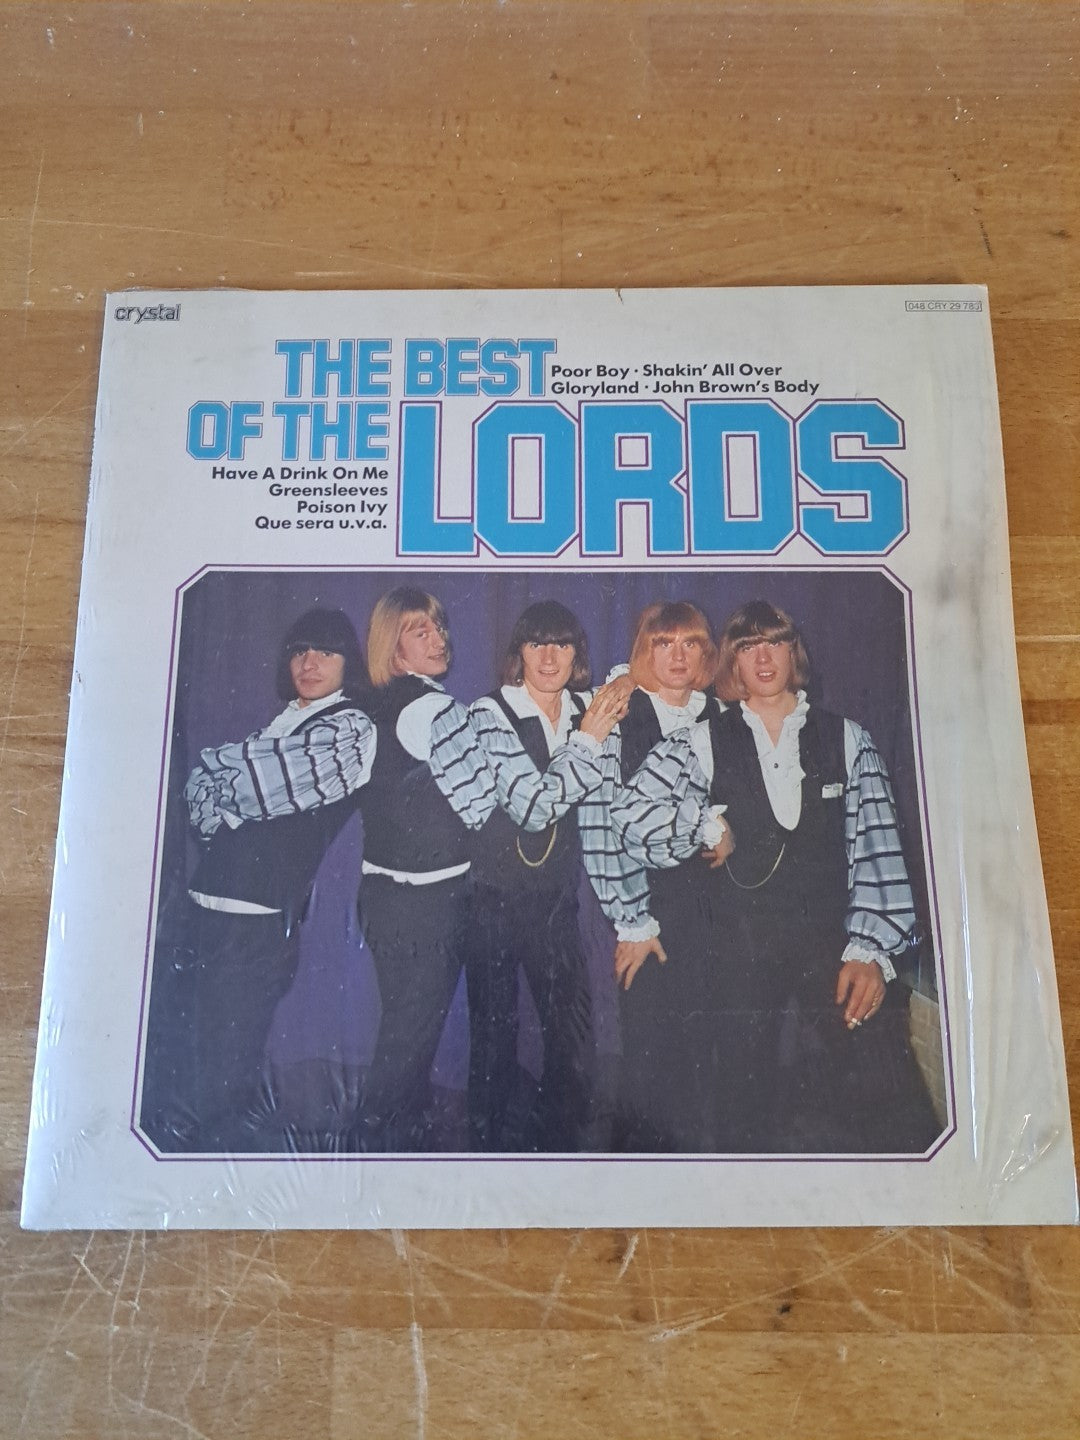 crystal
048 CRY 29 783
THE BEST
Poor Boy · Shakin' All Over
Gloryland · John Brown's Body
OF THE LORDS
Have A Drink On Me
Greensleeves
Poison Ivy
Que sera u.v.a.